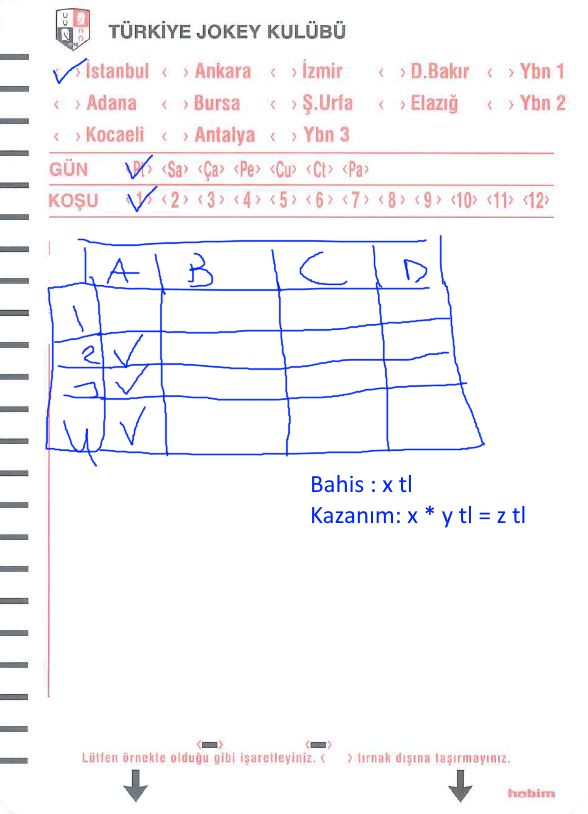 TÜRKİYE JOKEY KULÜBÜ
‹ › İstanbul ‹ › Ankara ‹ › İzmir ‹ › D.Bakır ‹ › Ybn 1
‹ › Adana ‹ › Bursa ‹ › Ş.Urfa ‹ › Elazığ ‹ › Ybn 2
‹ › Kocaeli ‹ › Antalya ‹ › Ybn 3
GÜN ‹Pt› ‹Sa› ‹Ça› ‹Pe› ‹Cu› ‹Ct› ‹Pa›
KOŞU ‹1› ‹2› ‹3› ‹4› ‹5› ‹6› ‹7› ‹8› ‹9› ‹10› ‹11› ‹12›
A B C D
1
2 ✓
3 ✓
4 ✓
Bahis : x tl
Kazanım: x * y tl = z tl
Lütfen örnekte olduğu gibi işaretleyiniz. ‹ › tırnak dışına taşırmayınız.
hobim